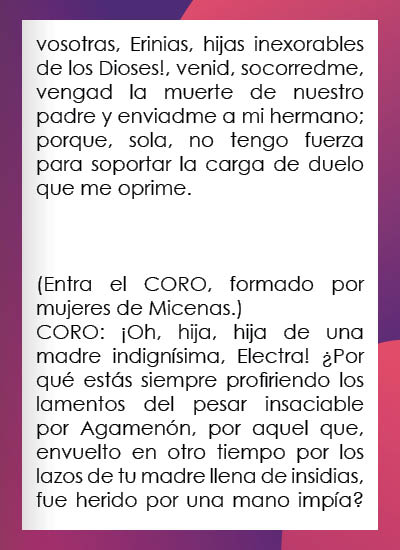 vosotras, Erinias, hijas inexorables
de los Dioses!, venid, socorredme,
vengad la muerte de nuestro
padre y enviadme a mi hermano;
porque, sola, no tengo fuerza
para soportar la carga de duelo
que me oprime.
(Entra el CORO, formado por
mujeres de Micenas.)
CORO: ¡Oh, hija, hija de una
madre indignísima, Electra! ¿Por
qué estás siempre profiriendo los
lamentos del pesar insaciable
por Agamenón, por aquel que,
envuelto en otro tiempo por los
lazos de tu madre llena de insidias,
fue herido por una mano impía?